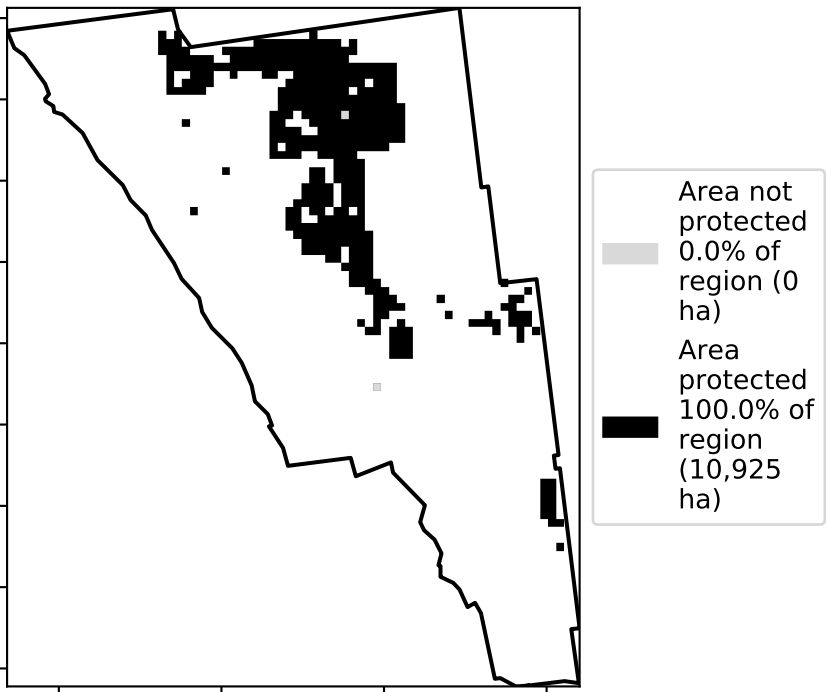 Area not
protected
0.0% of
region (0
ha)
Area
protected
100.0% of
region
(10,925
ha)